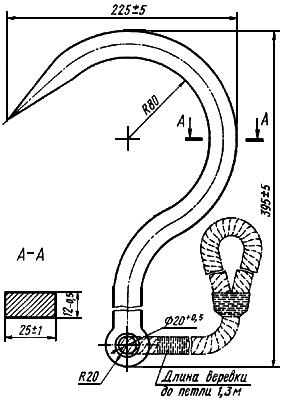 225±5
R80
A
A
395±5
A-A
12-0,5
25±1
Ф20+0,5
R20
Длина веревки
до петли 1,3м